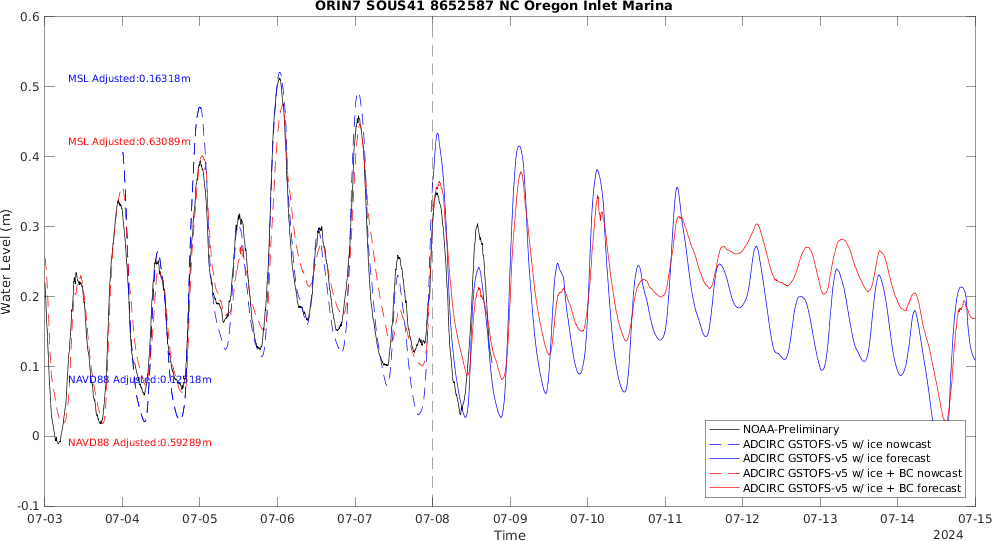 ORIN7 SOUS41 8652587 NC Oregon Inlet Marina
0.6
0.5
0.4
0.3
0.2
0.1
0
-0.1
Water Level (m)
MSL Adjusted:0.16318m
MSL Adjusted:0.63089m
NAVD88 Adjusted:0.12518m
NAVD88 Adjusted:0.59289m
NOAA-Preliminary
ADCIRC GSTOFS-v5 w/ ice nowcast
ADCIRC GSTOFS-v5 w/ ice forecast
ADCIRC GSTOFS-v5 w/ ice + BC nowcast
ADCIRC GSTOFS-v5 w/ ice + BC forecast
07-03 07-04 07-05 07-06 07-07 07-08 07-09 07-10 07-11 07-12 07-13 07-14 07-15
Time
2024